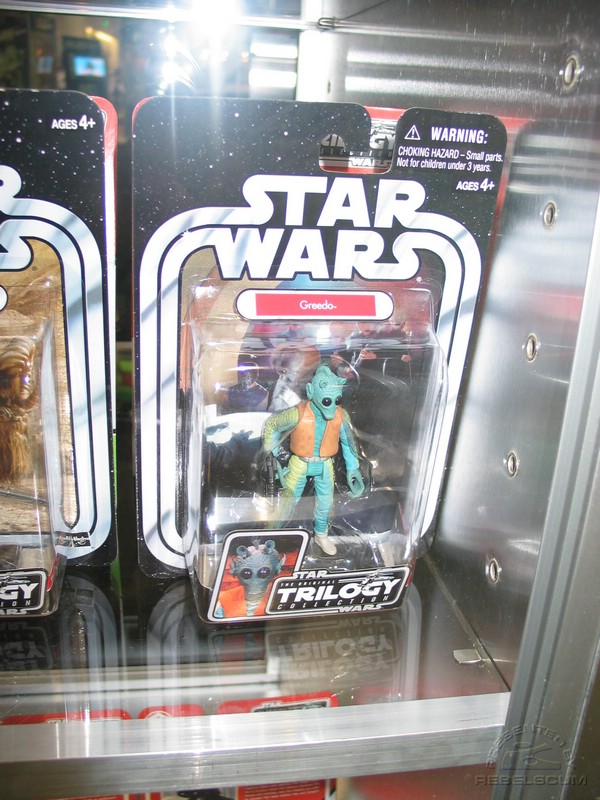 AGES 4+
WARNING:
CHOKING HAZARD – Small parts.
Not for children under 3 years.
AGES 4+
WARS
STAR
WARS
Greedo
STAR
THE ORIGINAL
TRILOGY
COLLECTION
WARS
TRILOGY
REBELSCUM